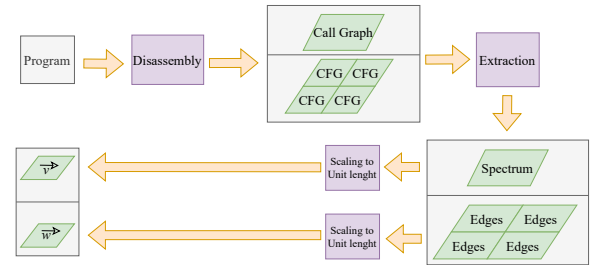 Program
Disassembly
Call Graph
CFG CFG
CFG CFG
Extraction
Spectrum
Scaling to
Unit lenght
v
Edges Edges
Edges Edges
Scaling to
Unit lenght
w